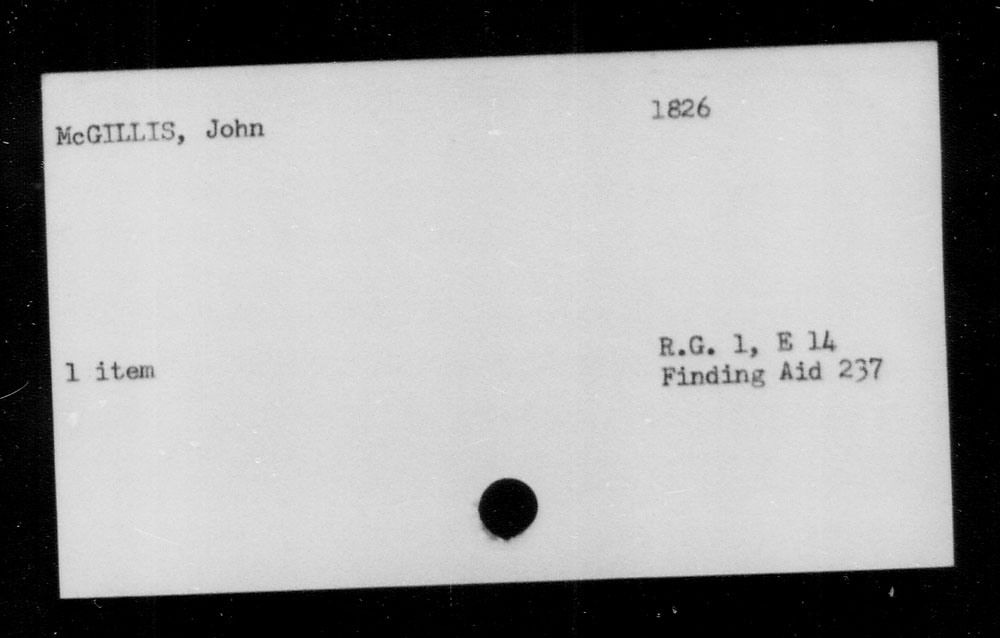 McGILLIS, John
1826
1 item
R.G. 1, E 14
Finding Aid 237